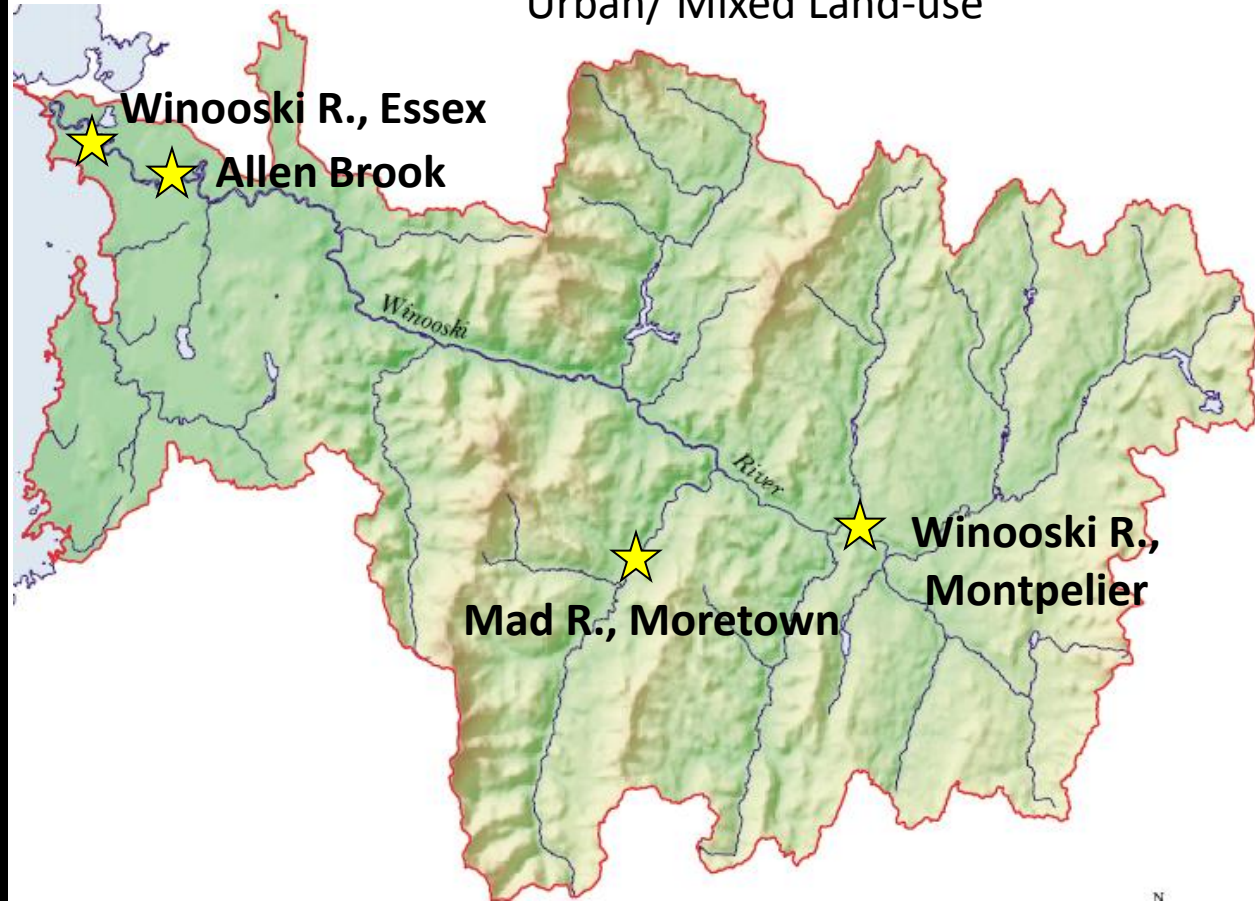 Urban/ Mixed Land-use
Winooski R., Essex
Allen Brook
Winooski
River
Winooski R.,
Montpelier
Mad R., Moretown
N